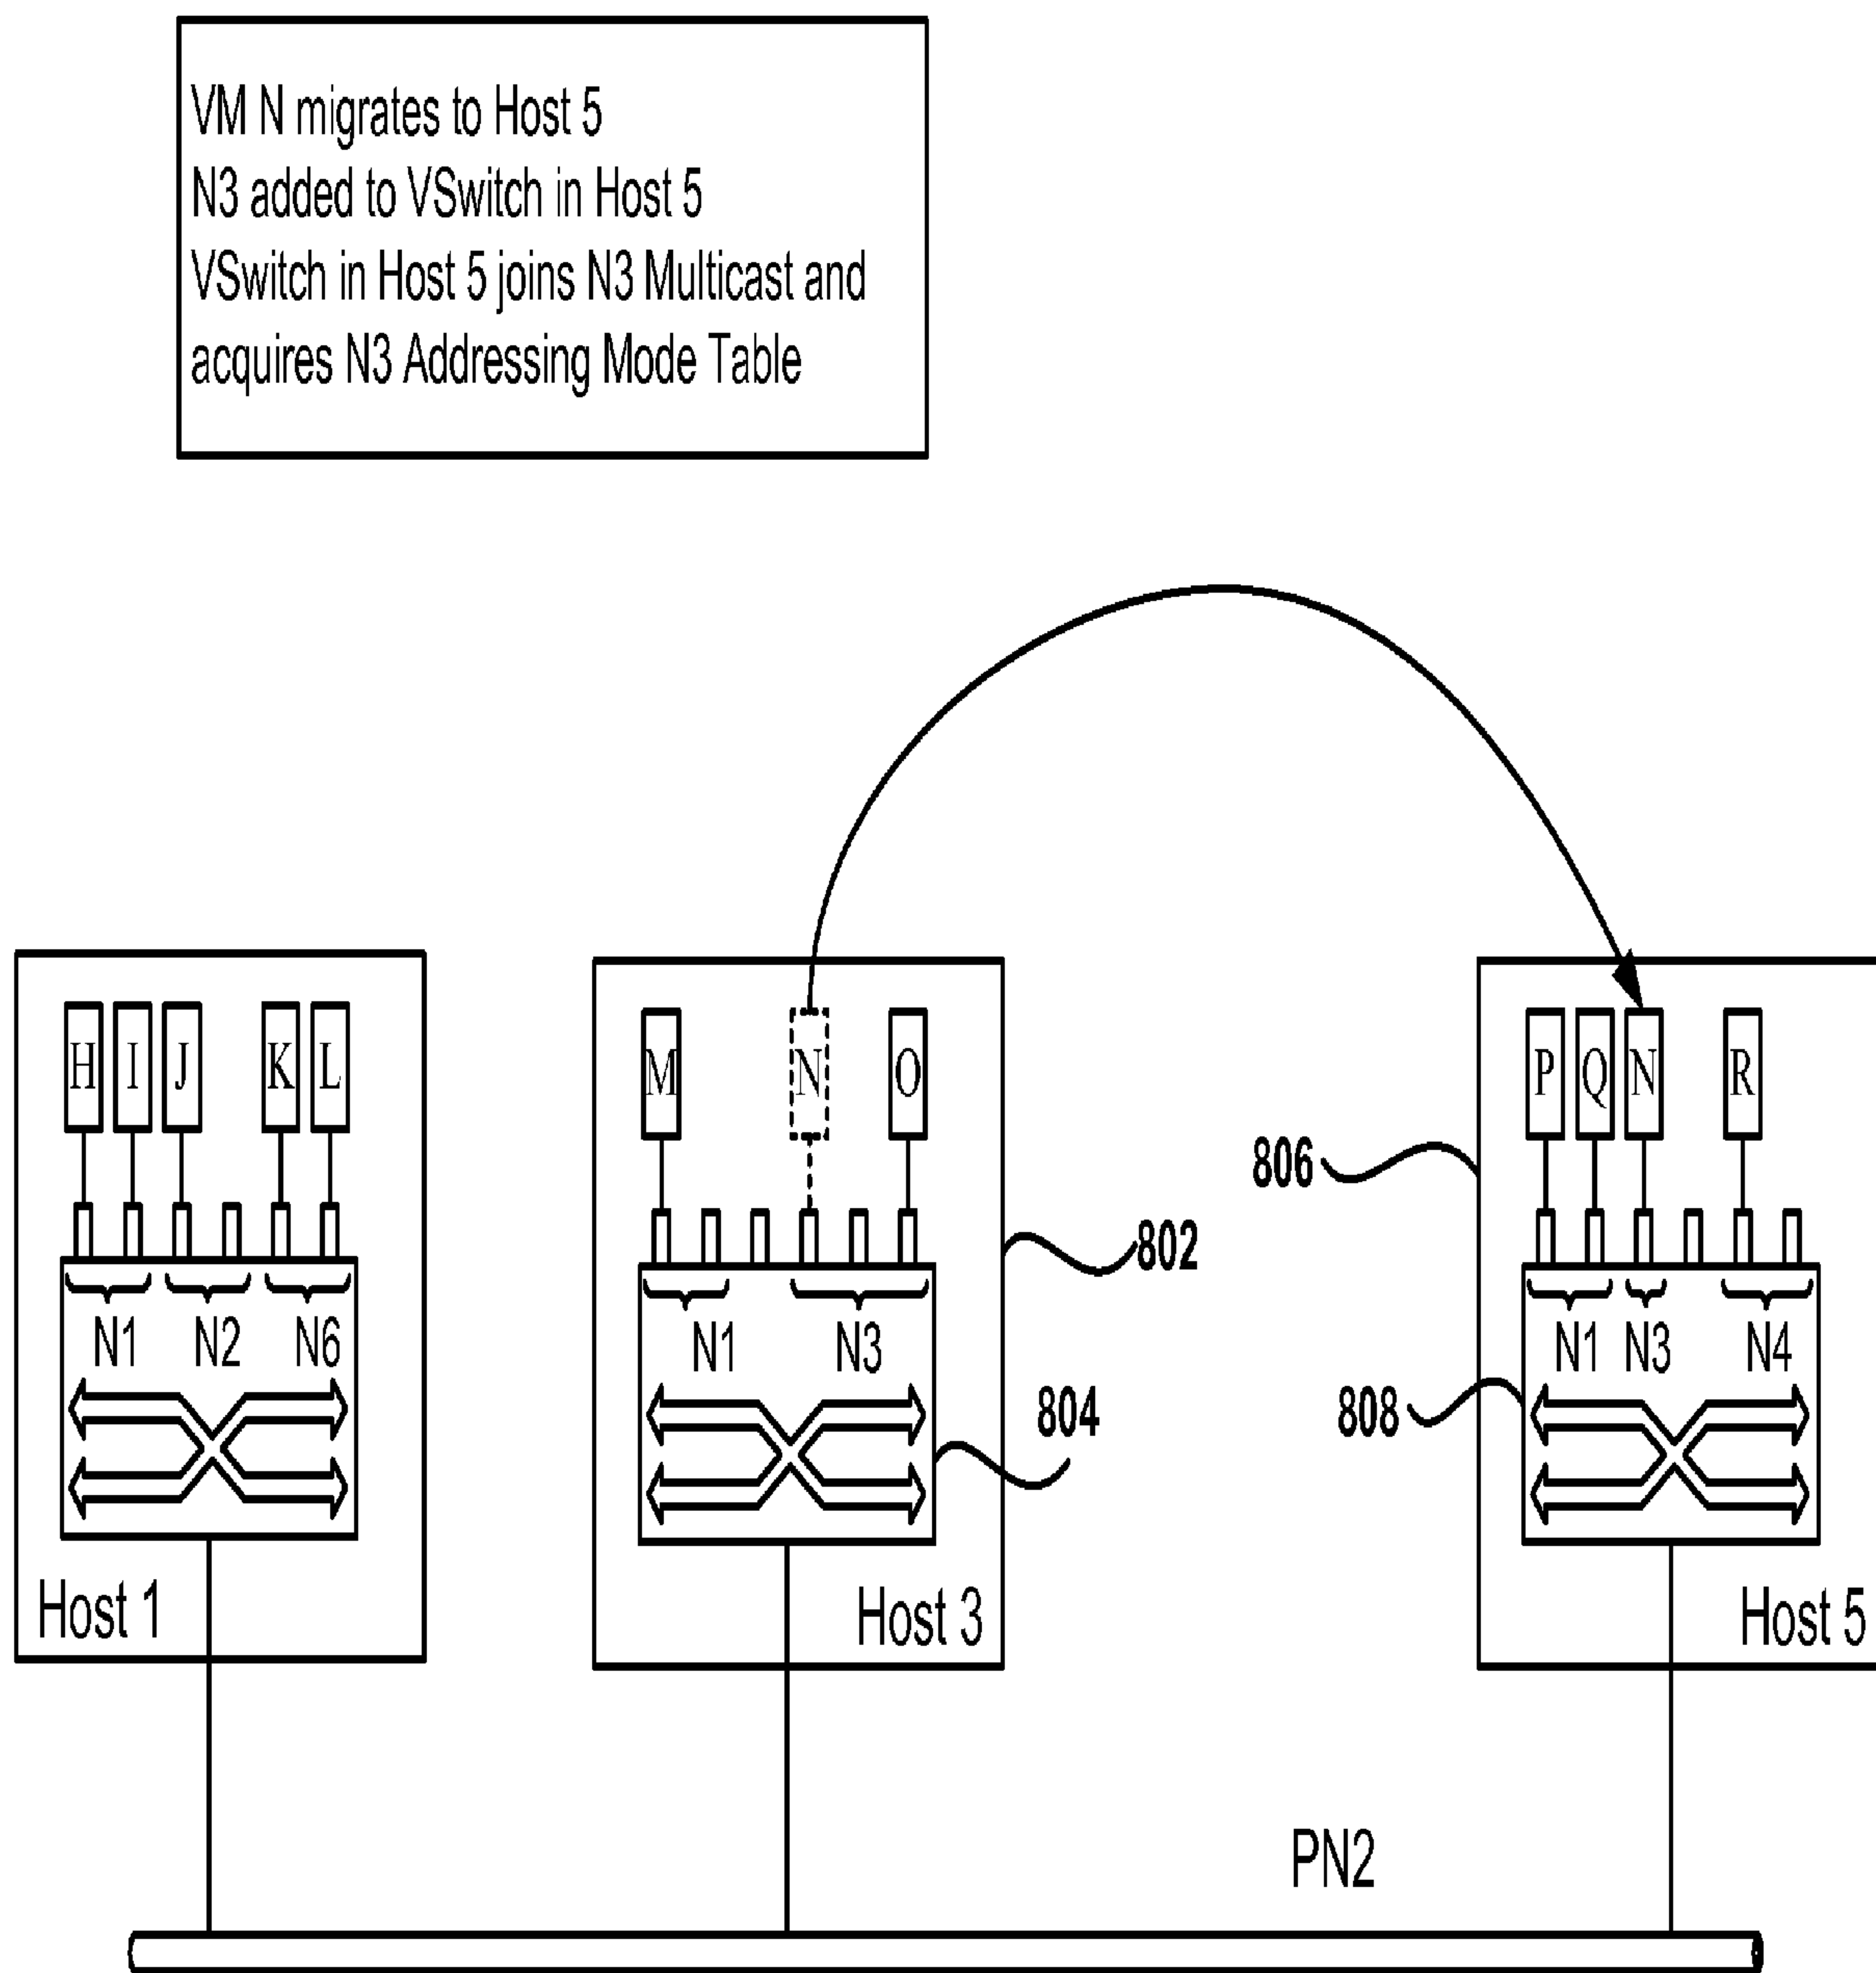 VM N migrates to Host 5
N3 added to VSwitch in Host 5
VSwitch in Host 5 joins N3 Multicast and
acquires N3 Addressing Mode Table
H I J K L
M N O
P Q N R
806
802
N1 N2 N6
N1 N3
N1 N3 N4
804
808
Host 1
Host 3
Host 5
PN2